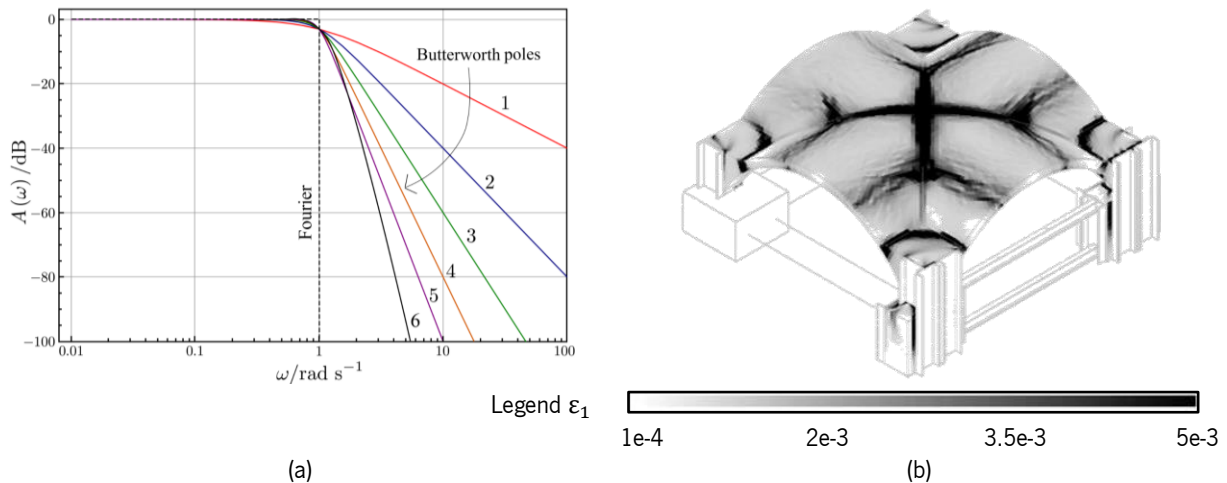 0
−20
−40
−60
−80
−100
A (ω) /dB
0.01 0.1 1 10 100
ω/rad s⁻¹
Butterworth poles
Fourier
1
2
3
4
5
6
(a)
Legend ε₁
1e-4 2e-3 3.5e-3 5e-3
(b)